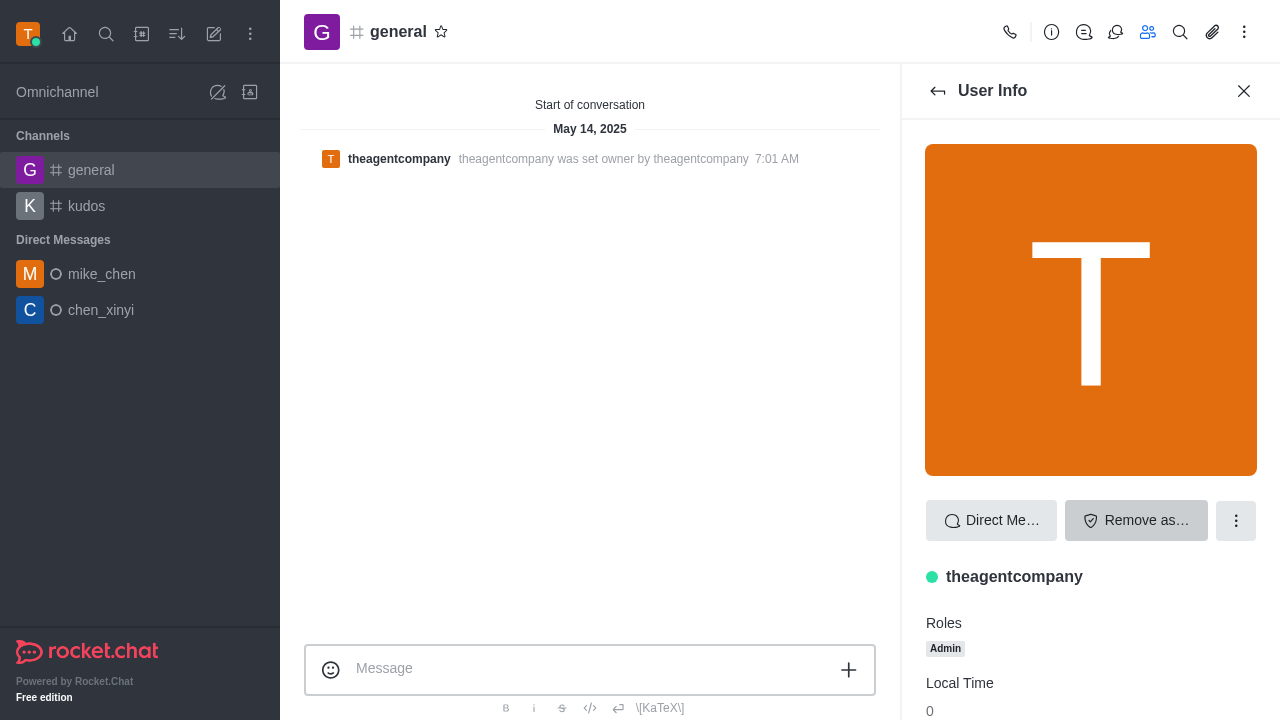 T
Omnichannel
Channels
G general
K kudos
Direct Messages
M mike_chen
C chen_xinyi
rocket.chat
Powered by Rocket.Chat
Free edition
G general
Start of conversation
May 14, 2025
T theagentcompany theagentcompany was set owner by theagentcompany 7:01 AM
Message
B i S \[KaTeX\]
User Info
T
Direct Me… Remove as…
theagentcompany
Roles
Admin
Local Time
0